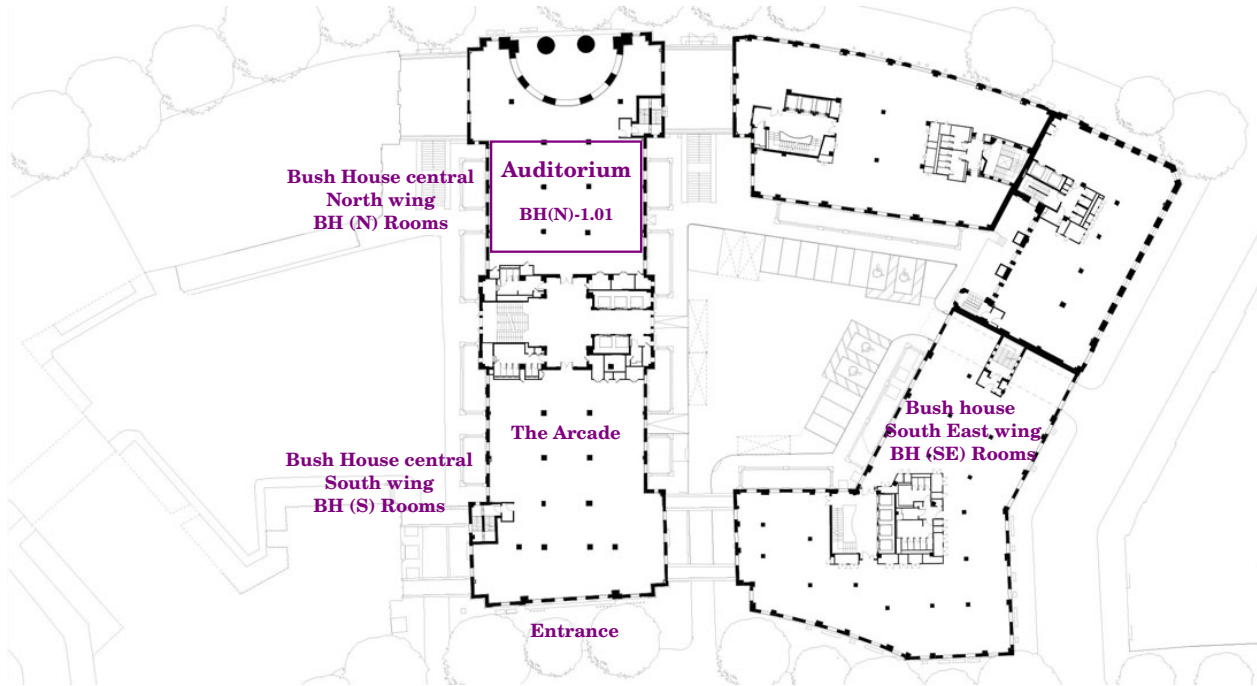 Auditorium
BH(N)-1.01
Bush House central
North wing
BH (N) Rooms
The Arcade
Bush House central
South wing
BH (S) Rooms
Bush house
South East wing
BH (SE) Rooms
Entrance